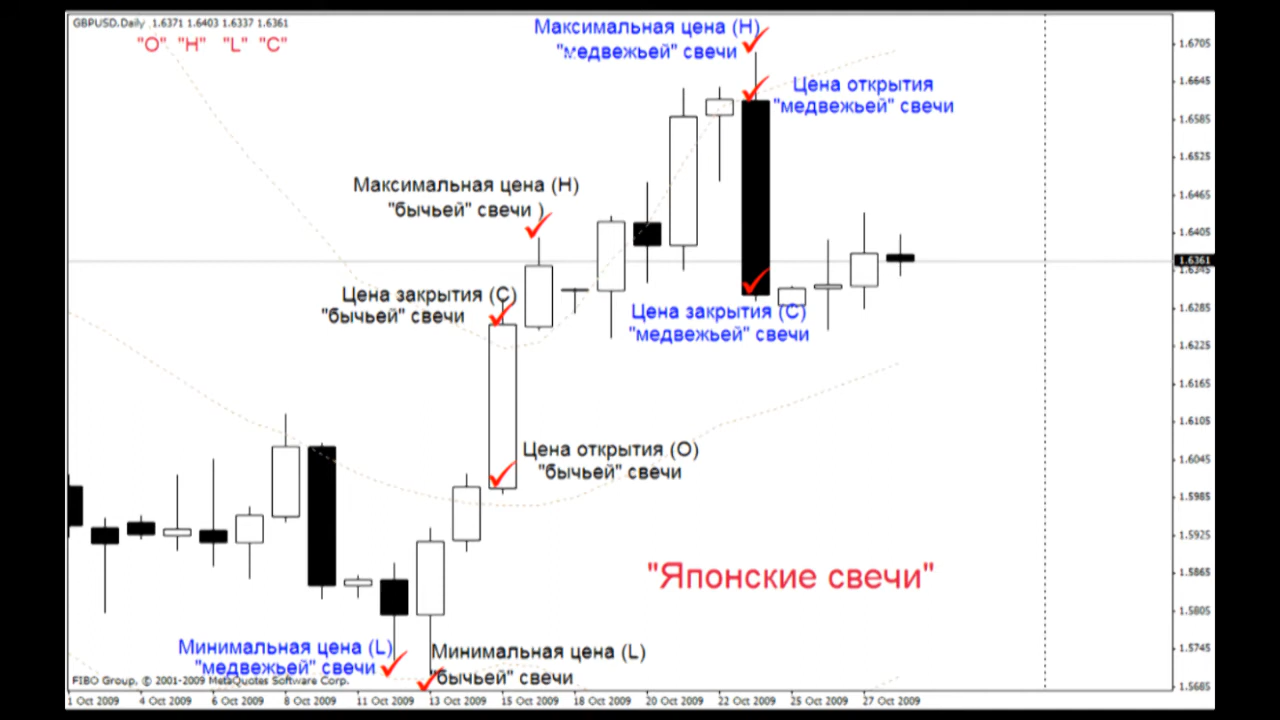 GBPUSD.Daily 1.6371 1.6403 1.6337 1.6361
"O" "H" "L" "C"
Максимальная цена (H)
"медвежьей" свечи
Цена открытия
"медвежьей" свечи
Максимальная цена (H)
"бычьей" свечи )
Цена закрытия (C)
"бычьей" свечи
Цена закрытия (C)
"медвежьей" свечи
Цена открытия (O)
"бычьей" свечи
"Японские свечи"
Минимальная цена (L)
"медвежьей" свечи
Минимальная цена (L)
"бычьей" свечи
FIBO Group, © 2001-2009 MetaQuotes Software Corp.
1.6705
1.6645
1.6585
1.6525
1.6465
1.6405
1.6361
1.6345
1.6285
1.6225
1.6165
1.6105
1.6045
1.5985
1.5925
1.5865
1.5805
1.5745
1.5685
1 Oct 2009 4 Oct 2009 6 Oct 2009 8 Oct 2009 11 Oct 2009 13 Oct 2009 15 Oct 2009 18 Oct 2009 20 Oct 2009 22 Oct 2009 25 Oct 2009 27 Oct 2009